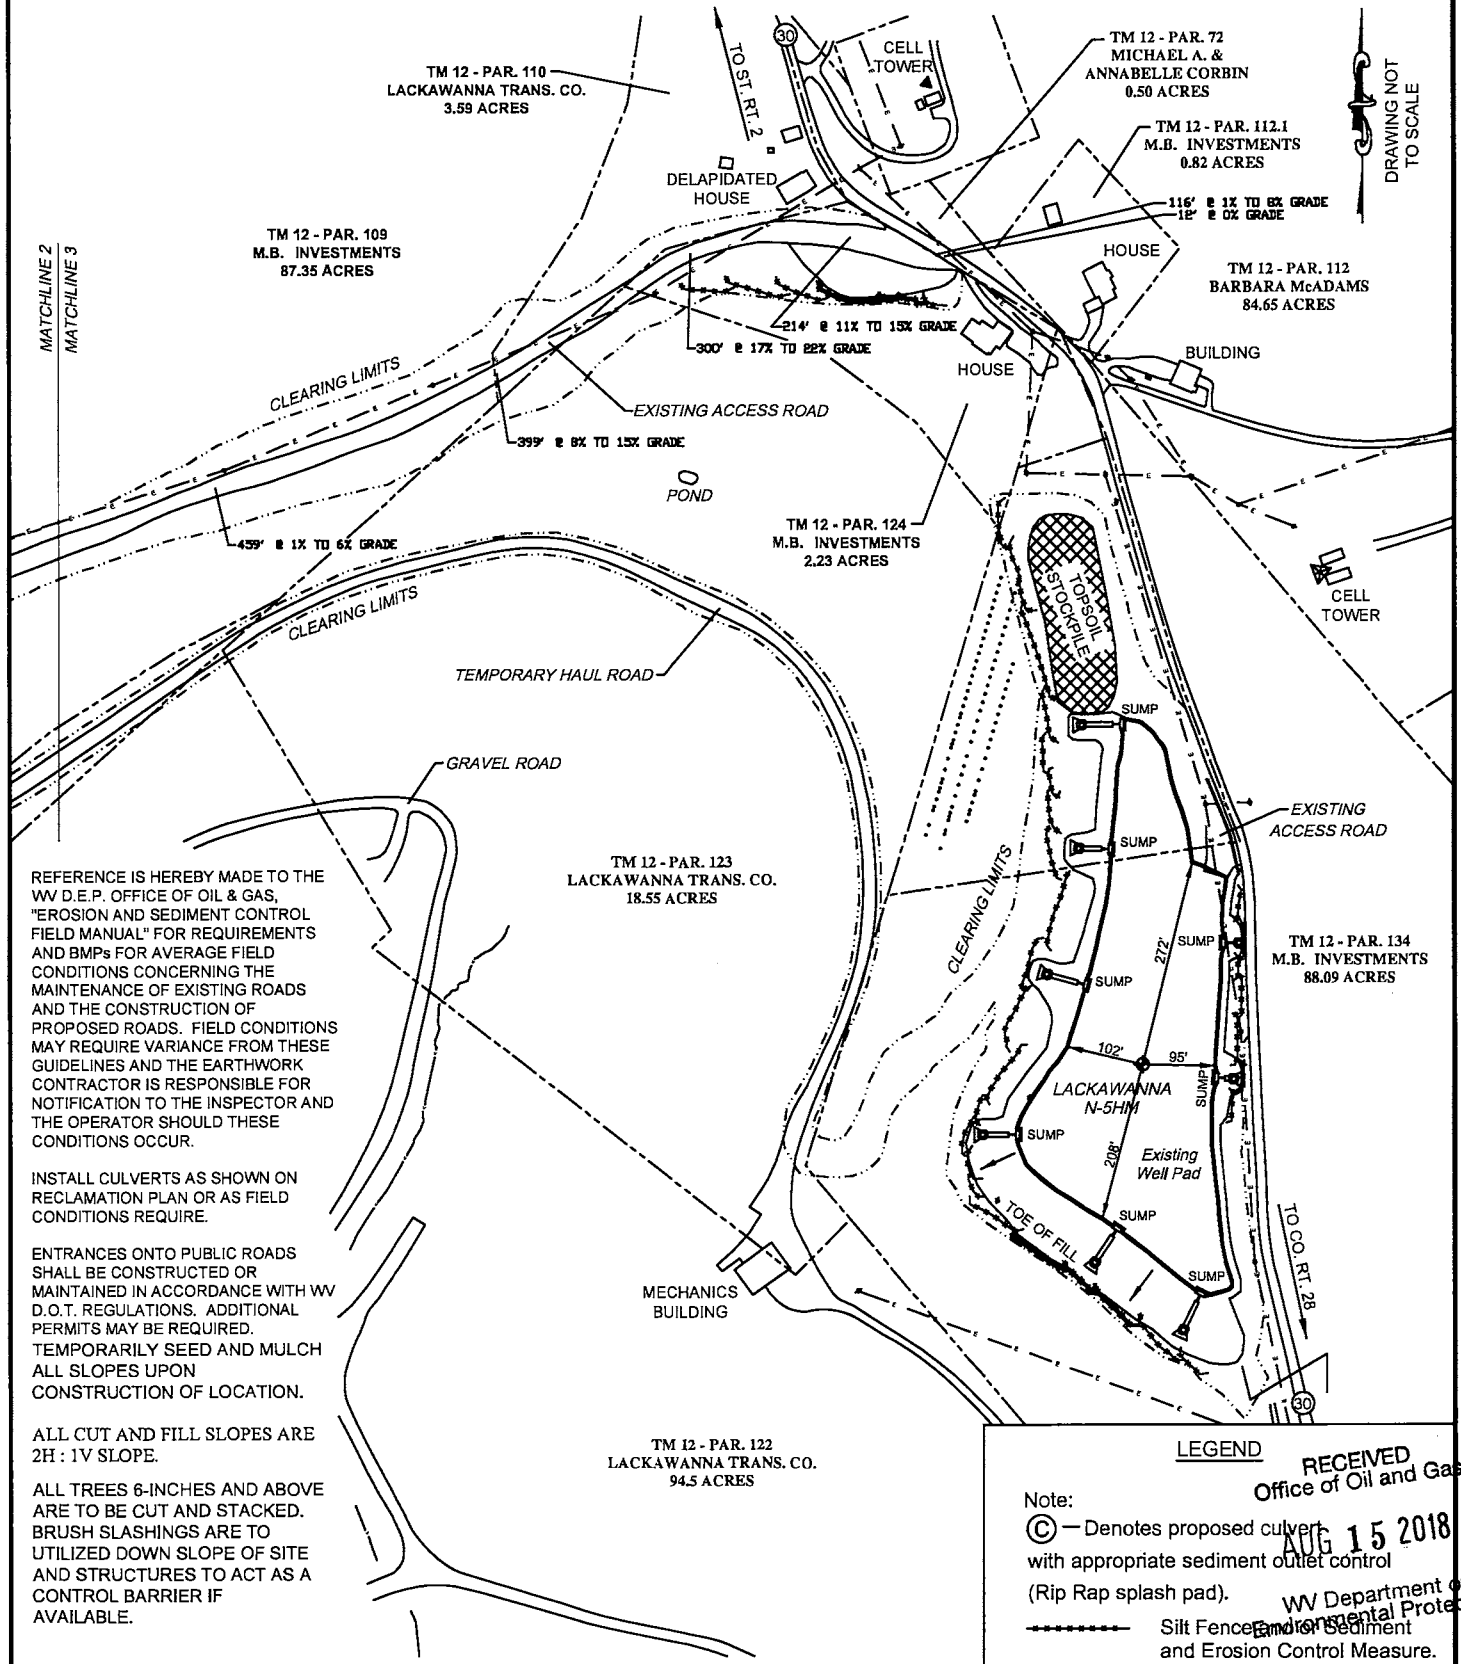 30
TO ST. RT. 2
CELL
TOWER
TM 12 - PAR. 72
MICHAEL A. &
ANNABELLE CORBIN
0.50 ACRES
DRAWING NOT
TO SCALE
TM 12 - PAR. 110
LACKAWANNA TRANS. CO.
3.59 ACRES
TM 12 - PAR. 112.1
M.B. INVESTMENTS
0.82 ACRES
DELAPIDATED
HOUSE
116' @ 1% TO 8% GRADE
12' @ 0% GRADE
MATCHLINE 2
MATCHLINE 3
TM 12 - PAR. 109
M.B. INVESTMENTS
87.35 ACRES
HOUSE
TM 12 - PAR. 112
BARBARA McADAMS
84.65 ACRES
214' @ 11% TO 15% GRADE
300' @ 17% TO 22% GRADE
HOUSE
BUILDING
CLEARING LIMITS
EXISTING ACCESS ROAD
399' @ 8% TO 15% GRADE
POND
TM 12 - PAR. 124
M.B. INVESTMENTS
2.23 ACRES
459' @ 1% TO 6% GRADE
CLEARING LIMITS
TOPSOIL
STOCKPILE
CELL
TOWER
TEMPORARY HAUL ROAD
SUMP
GRAVEL ROAD
EXISTING
ACCESS ROAD
SUMP
TM 12 - PAR. 123
LACKAWANNA TRANS. CO.
18.55 ACRES
CLEARING LIMITS
272'
SUMP
TM 12 - PAR. 134
M.B. INVESTMENTS
88.09 ACRES
SUMP
102'
95'
SUMP
LACKAWANNA
N-5HM
SUMP
208'
Existing
Well Pad
TOE OF FILL
SUMP
SUMP
TO CO. RT. 28
30
MECHANICS
BUILDING
TM 12 - PAR. 122
LACKAWANNA TRANS. CO.
94.5 ACRES
REFERENCE IS HEREBY MADE TO THE
WV D.E.P. OFFICE OF OIL & GAS,
"EROSION AND SEDIMENT CONTROL
FIELD MANUAL" FOR REQUIREMENTS
AND BMPs FOR AVERAGE FIELD
CONDITIONS CONCERNING THE
MAINTENANCE OF EXISTING ROADS
AND THE CONSTRUCTION OF
PROPOSED ROADS. FIELD CONDITIONS
MAY REQUIRE VARIANCE FROM THESE
GUIDELINES AND THE EARTHWORK
CONTRACTOR IS RESPONSIBLE FOR
NOTIFICATION TO THE INSPECTOR AND
THE OPERATOR SHOULD THESE
CONDITIONS OCCUR.
INSTALL CULVERTS AS SHOWN ON
RECLAMATION PLAN OR AS FIELD
CONDITIONS REQUIRE.
ENTRANCES ONTO PUBLIC ROADS
SHALL BE CONSTRUCTED OR
MAINTAINED IN ACCORDANCE WITH WV
D.O.T. REGULATIONS. ADDITIONAL
PERMITS MAY BE REQUIRED.
TEMPORARILY SEED AND MULCH
ALL SLOPES UPON
CONSTRUCTION OF LOCATION.
ALL CUT AND FILL SLOPES ARE
2H : 1V SLOPE.
ALL TREES 6-INCHES AND ABOVE
ARE TO BE CUT AND STACKED.
BRUSH SLASHINGS ARE TO
UTILIZED DOWN SLOPE OF SITE
AND STRUCTURES TO ACT AS A
CONTROL BARRIER IF
AVAILABLE.
LEGEND
RECEIVED
Office of Oil and Gas
AUG 15 2018
WV Department
Environmental
Note:
C — Denotes proposed culvert
with appropriate sediment outlet control
(Rip Rap splash pad).
Silt Fence and/or Sediment
and Erosion Control Measure.